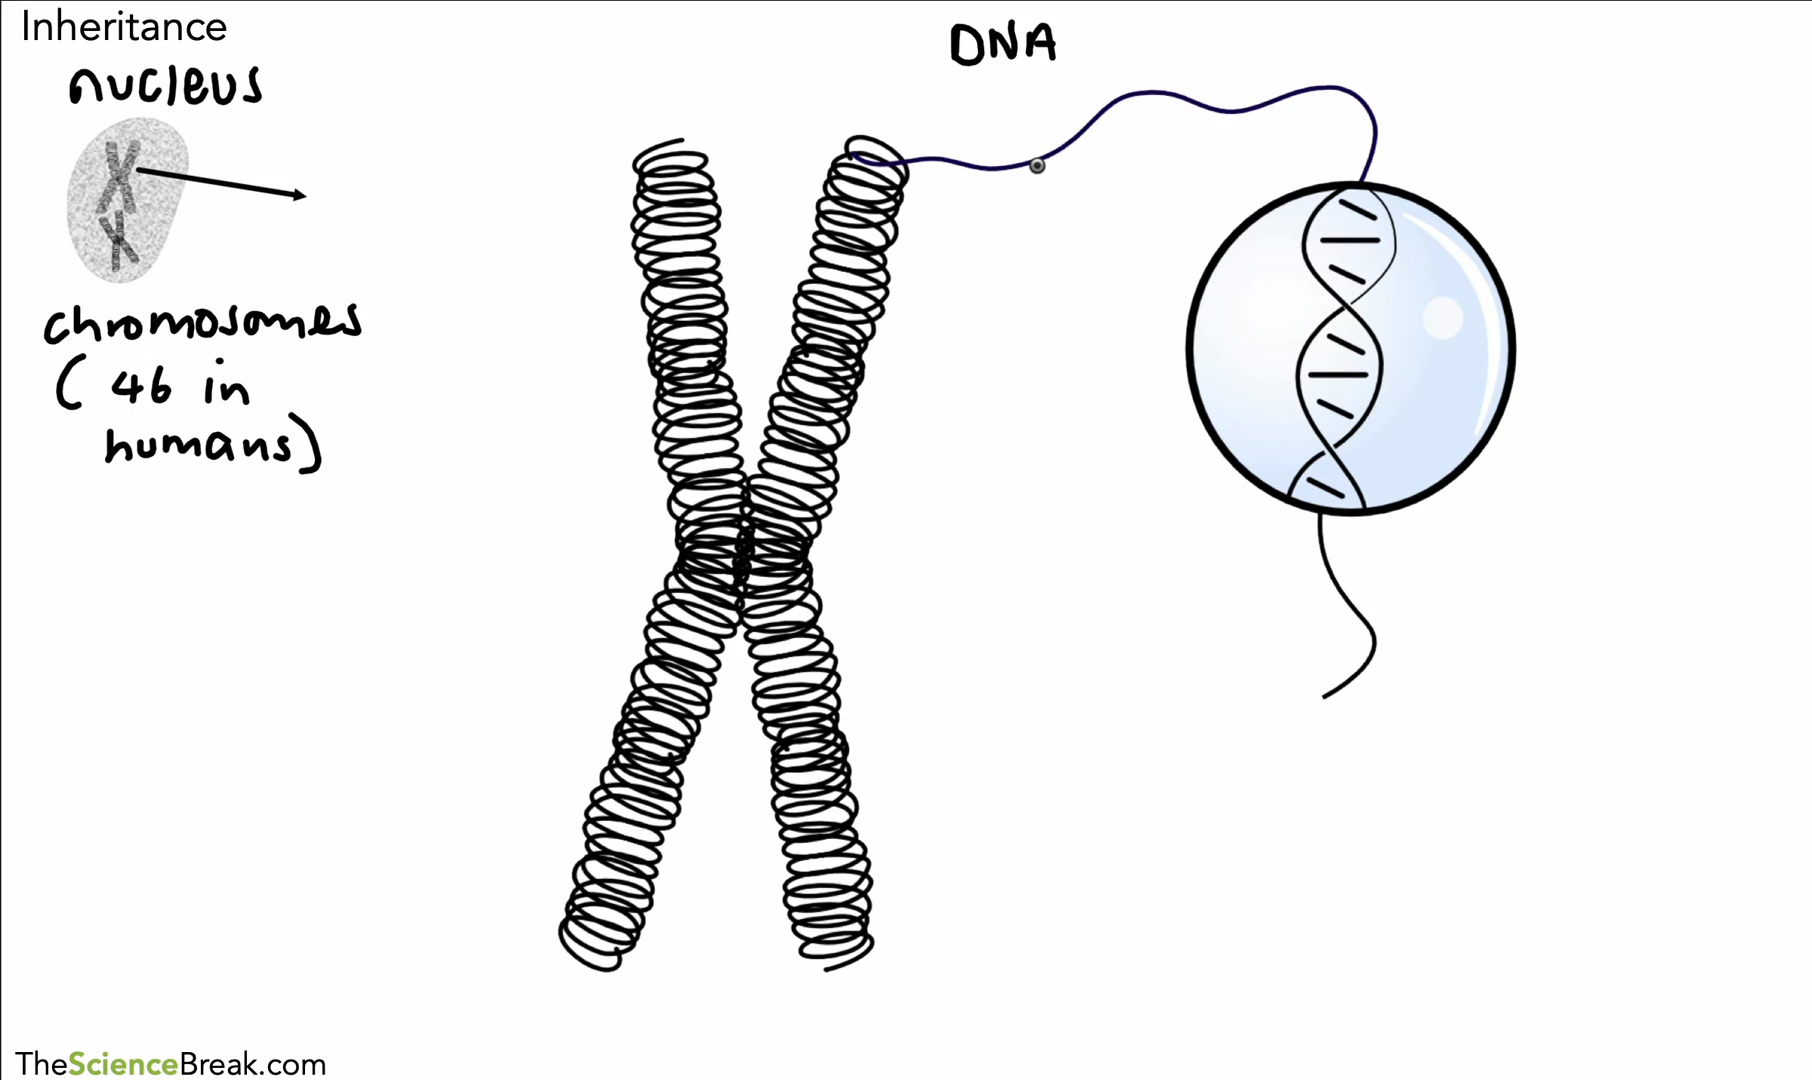 Inheritance
nucleus
DNA
chromosomes
(46 in
humans)
TheScienceBreak.com